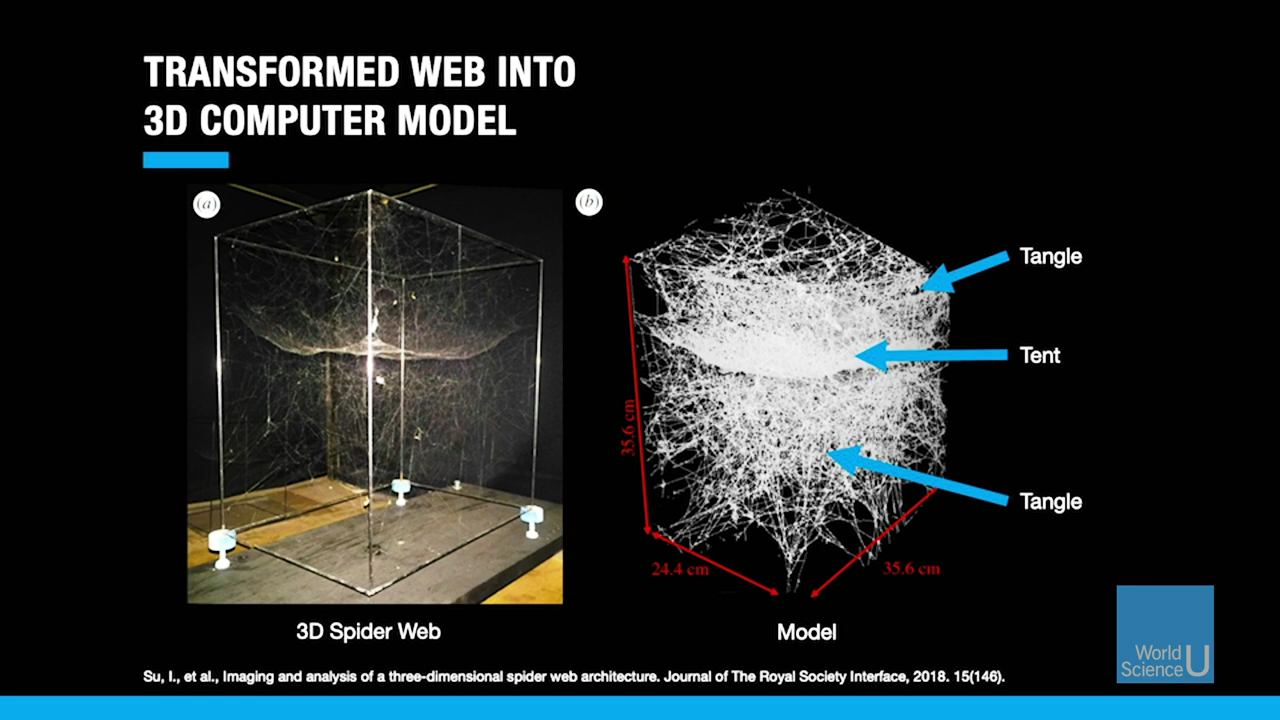 TRANSFORMED WEB INTO
3D COMPUTER MODEL
(a)
(b)
Tangle
Tent
Tangle
35.6 cm
24.4 cm
35.6 cm
3D Spider Web
Model
World
Science U
Su, I., et al., Imaging and analysis of a three-dimensional spider web architecture. Journal of The Royal Society Interface, 2018. 15(146).